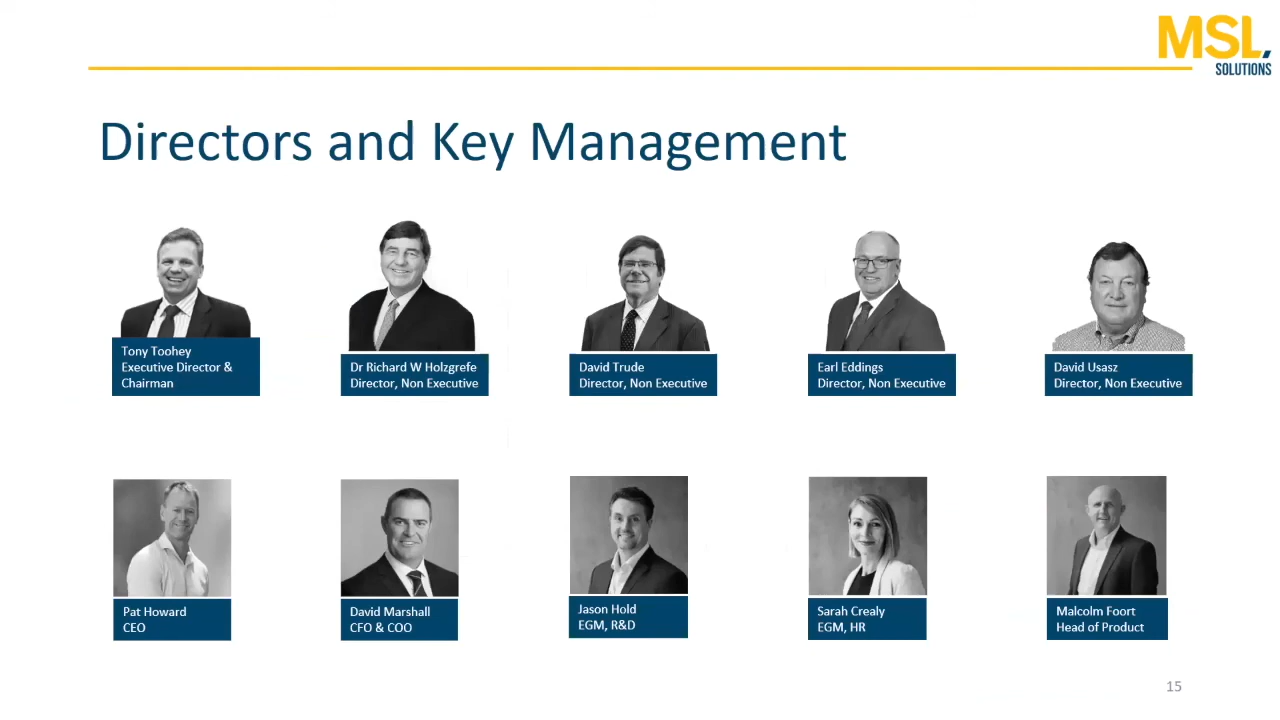 MSL
SOLUTIONS
Directors and Key Management
Tony Toohey
Executive Director &
Chairman
Dr Richard W Holzgrefe
Director, Non Executive
David Trude
Director, Non Executive
Earl Eddings
Director, Non Executive
David Usasz
Director, Non Executive
Pat Howard
CEO
David Marshall
CFO & COO
Jason Hold
EGM, R&D
Sarah Crealy
EGM, HR
Malcolm Foort
Head of Product
15